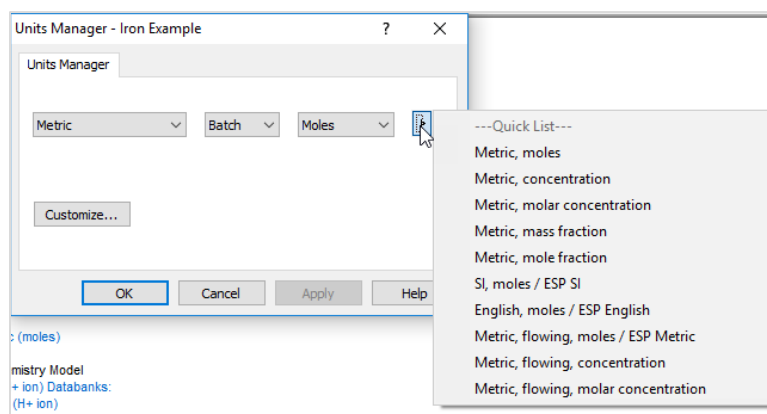 Units Manager - Iron Example
?
Units Manager
Metric
Batch
Moles
Customize...
OK
Cancel
Apply
Help
---Quick List---
Metric, moles
Metric, concentration
Metric, molar concentration
Metric, mass fraction
Metric, mole fraction
SI, moles / ESP SI
English, moles / ESP English
Metric, flowing, moles / ESP Metric
Metric, flowing, concentration
Metric, flowing, molar concentration
(moles)
mistry Model
+ ion) Databanks:
(H+ ion)